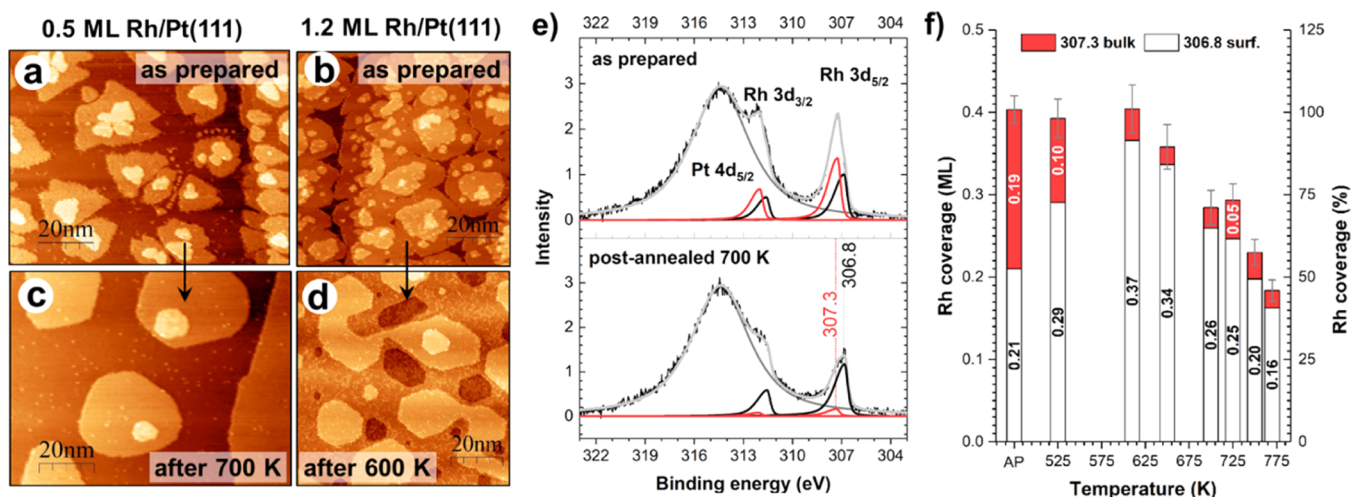 0.5 ML Rh/Pt(111)
1.2 ML Rh/Pt(111)
a
as prepared
20nm
b
as prepared
20nm
c
20nm
after 700 K
d
20nm
after 600 K
e)
322 319 316 313 310 307 304
as prepared
Rh 3d5/2
Rh 3d3/2
Pt 4d5/2
3
2
1
0
post-annealed 700 K
307.3
306.8
3
2
1
0
Intensity
322 319 316 313 310 307 304
Binding energy (eV)
f)
307.3 bulk
306.8 surf.
0.5
0.4
0.3
0.2
0.1
0.0
Rh coverage (ML)
125
100
75
50
25
0
Rh coverage (%)
0.19
0.21
0.10
0.29
0.37
0.34
0.26
0.05
0.25
0.20
0.16
AP 525 575 625 675 725 775
Temperature (K)